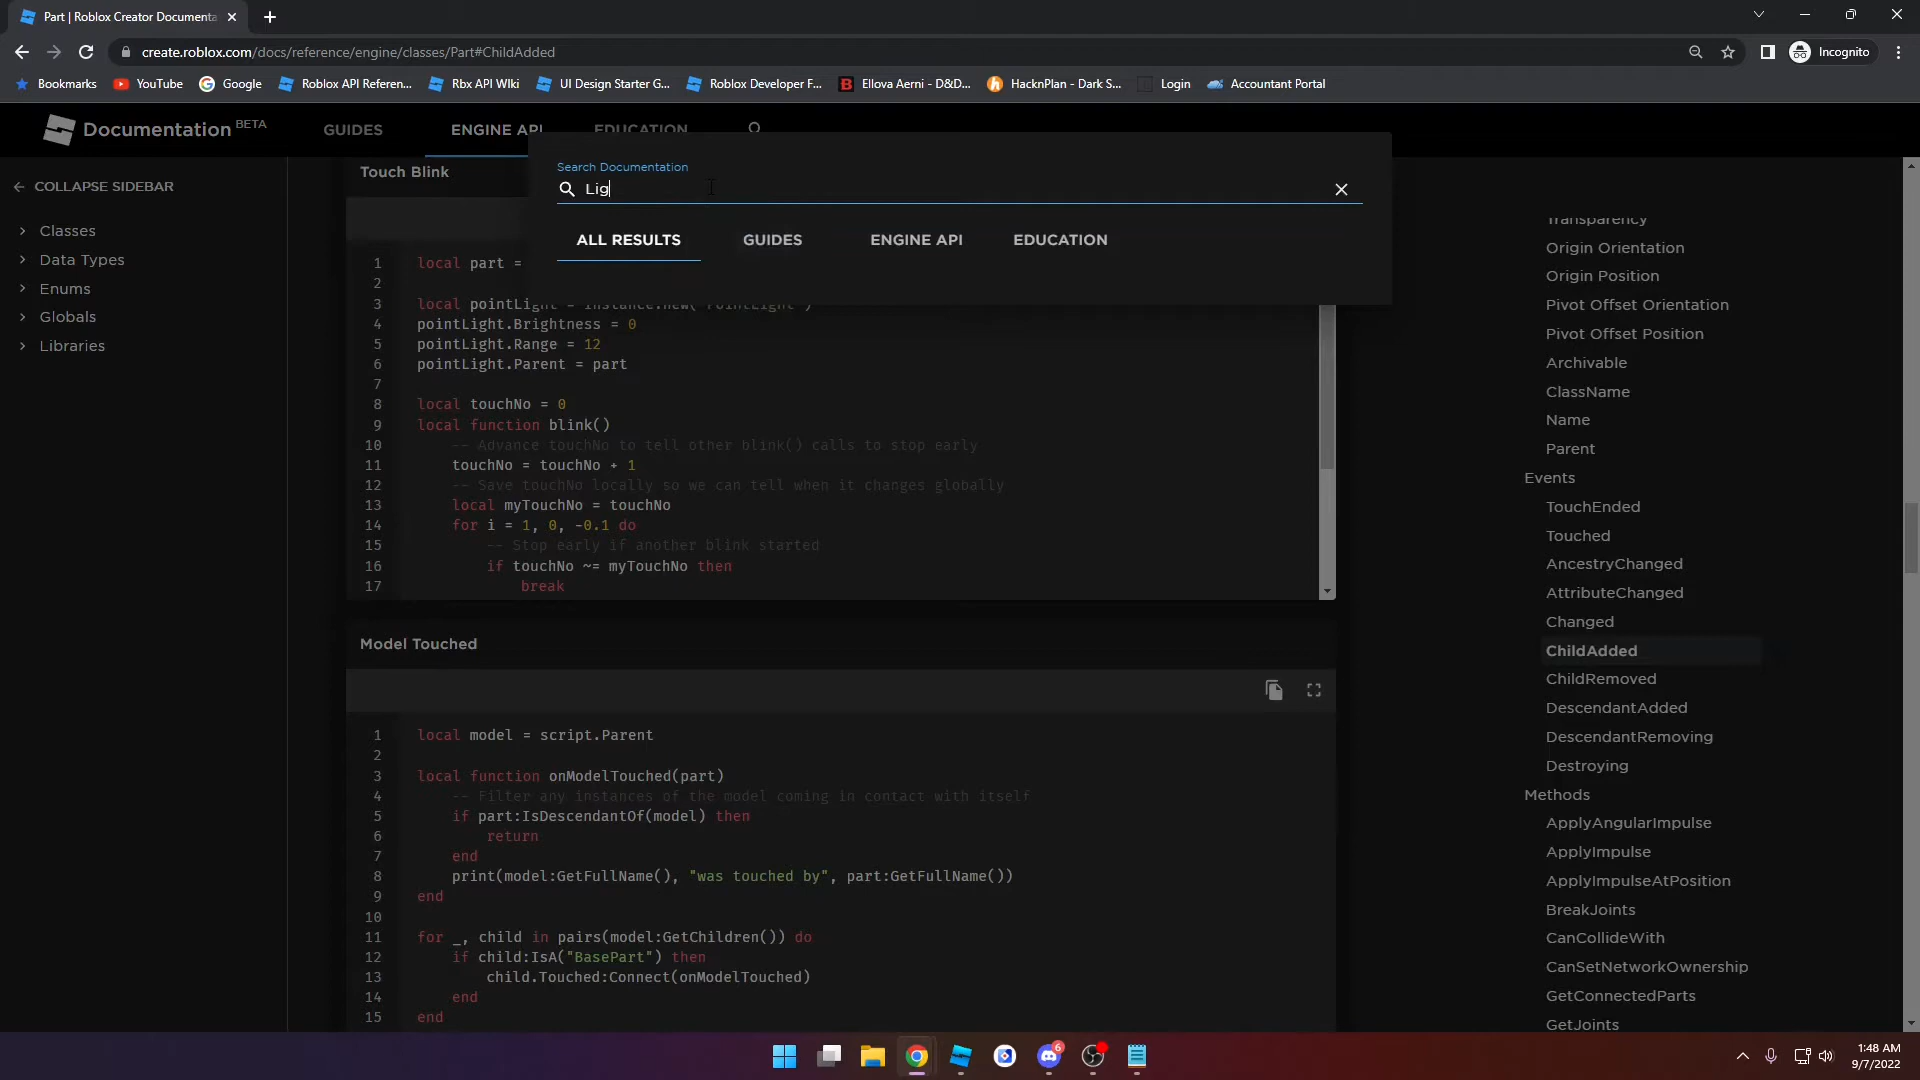 Part | Roblox Creator Documenta
create.roblox.com/docs/reference/engine/classes/Part#ChildAdded
Incognito
Bookmarks YouTube Google Roblox API Referen... Rbx API WIki UI Design Starter G... Roblox Developer F... Ellova Aerni - D&D... HacknPlan - Dark S... Login Accountant Portal
Documentation BETA GUIDES ENGINE API EDUCATION
Search Documentation
Lig
ALL RESULTS GUIDES ENGINE API EDUCATION
COLLAPSE SIDEBAR
Classes
Data Types
Enums
Globals
Libraries
Touch Blink
1 local part =
2
3 local pointLight = Instance.new("PointLight")
4 pointLight.Brightness = 0
5 pointLight.Range = 12
6 pointLight.Parent = part
7
8 local touchNo = 0
9 local function blink()
10 -- Advance touchNo to tell other blink() calls to stop early
11 touchNo = touchNo + 1
12 -- Save touchNo locally so we can tell when it changes globally
13 local myTouchNo = touchNo
14 for i = 1, 0, -0.1 do
15 -- Stop early if another blink started
16 if touchNo ~= myTouchNo then
17 break
Model Touched
1 local model = script.Parent
2
3 local function onModelTouched(part)
4 -- Filter any instances of the model coming in contact with itself
5 if part:IsDescendantOf(model) then
6 return
7 end
8 print(model:GetFullName(), "was touched by", part:GetFullName())
9 end
10
11 for _, child in pairs(model:GetChildren()) do
12 if child:IsA("BasePart") then
13 child.Touched:Connect(onModelTouched)
14 end
15 end
Transparency
Origin Orientation
Origin Position
Pivot Offset Orientation
Pivot Offset Position
Archivable
ClassName
Name
Parent
Events
TouchEnded
Touched
AncestryChanged
AttributeChanged
Changed
ChildAdded
ChildRemoved
DescendantAdded
DescendantRemoving
Destroying
Methods
ApplyAngularImpulse
ApplyImpulse
ApplyImpulseAtPosition
BreakJoints
CanCollideWith
CanSetNetworkOwnership
GetConnectedParts
GetJoints
6
1:48 AM
9/7/2022